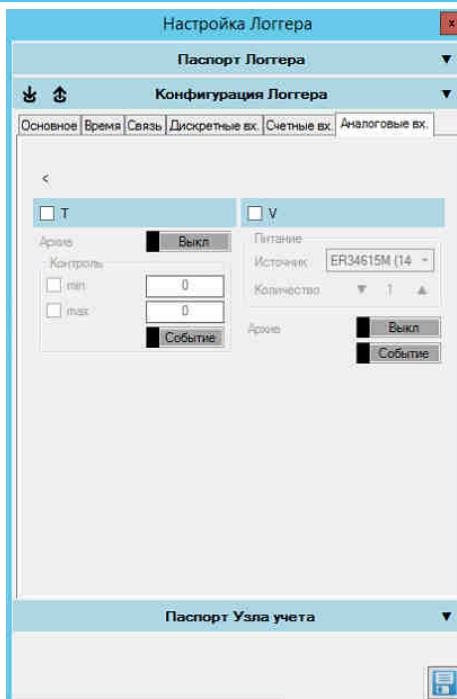 Настройка Логгера x
Паспорт Логгера
Конфигурация Логгера
Основное Время Связь Дискретные вх. Счетные вх. Аналоговые вх.
<
T
Архив Выкл
Контроль
min 0
max 0
Событие
V
Питание
Источник ER34615M (14
Количество 1
Архив Выкл
Событие
Паспорт Узла учета